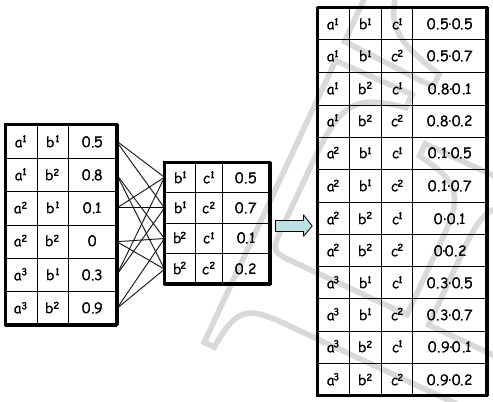 a¹ b¹ 0.5
a¹ b² 0.8
a² b¹ 0.1
a² b² 0
a³ b¹ 0.3
a³ b² 0.9
b¹ c¹ 0.5
b¹ c² 0.7
b² c¹ 0.1
b² c² 0.2
a¹ b¹ c¹ 0.5·0.5
a¹ b¹ c² 0.5·0.7
a¹ b² c¹ 0.8·0.1
a¹ b² c² 0.8·0.2
a² b¹ c¹ 0.1·0.5
a² b¹ c² 0.1·0.7
a² b² c¹ 0·0.1
a² b² c² 0·0.2
a³ b¹ c¹ 0.3·0.5
a³ b¹ c² 0.3·0.7
a³ b² c¹ 0.9·0.1
a³ b² c² 0.9·0.2